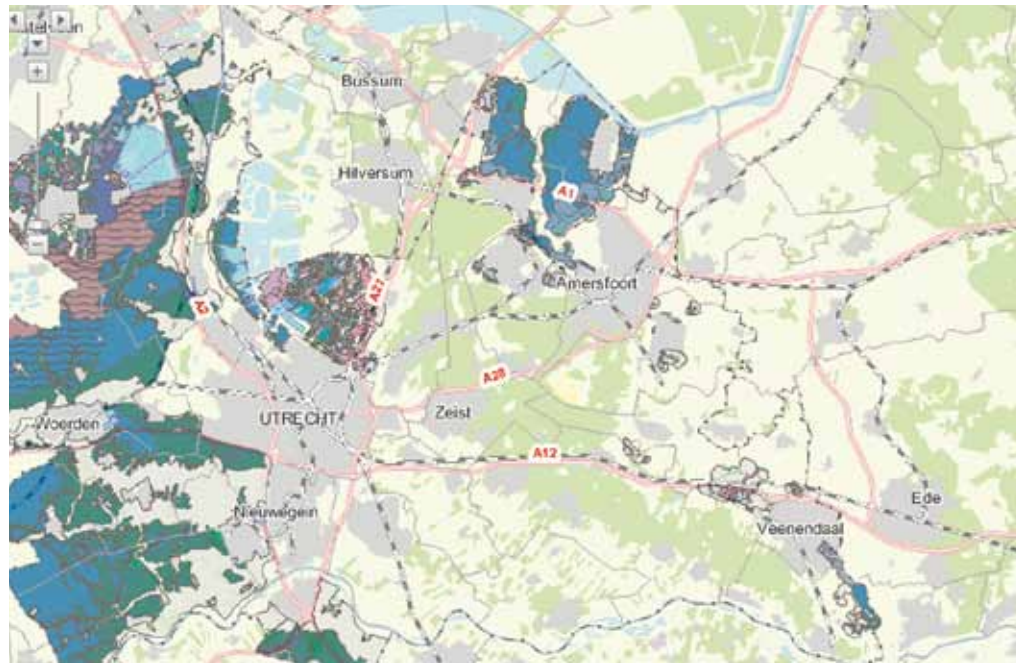 Bussum
Hilversum
A1
Amersfoort
A27
A2
A28
Woerden
UTRECHT
Zeist
A12
Nieuwegein
Ede
Veenendaal